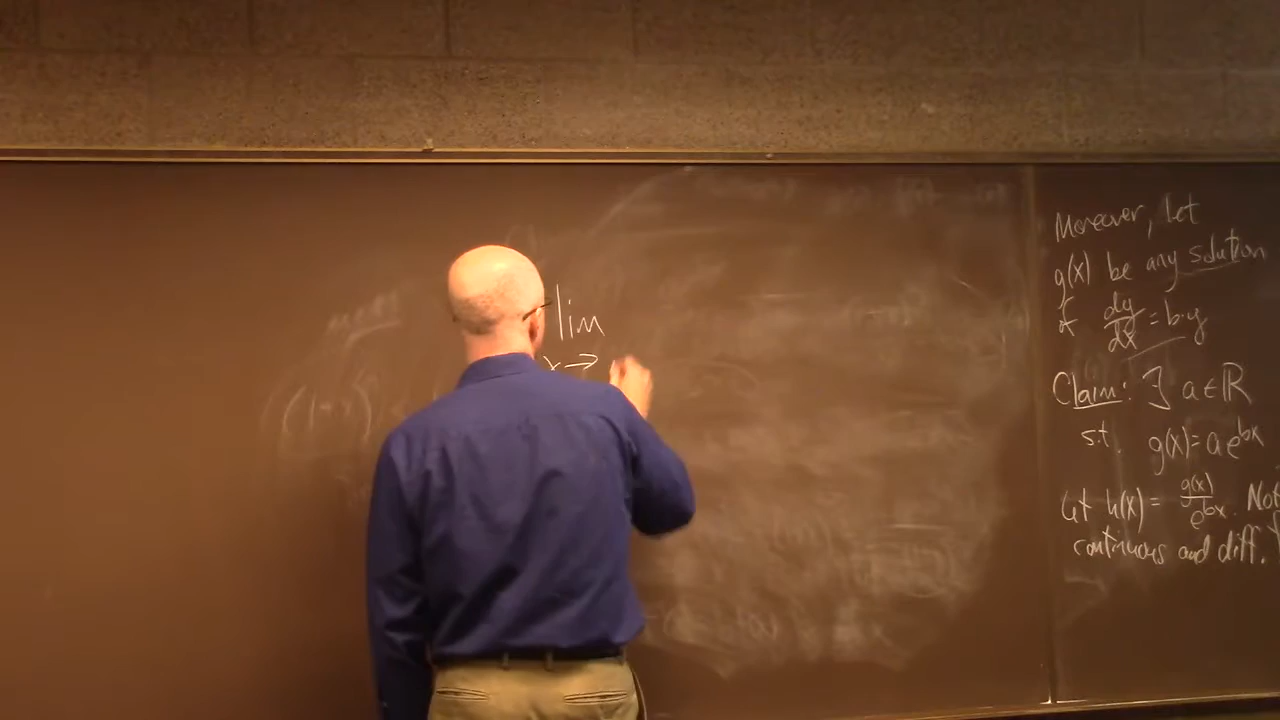 lim
x →
Moreover, let
g(x) be any solution
of dy/dx = b·y
Claim: ∃ a ∈ ℝ
s.t. g(x) = a e^{bx}
Let h(x) = g(x)/e^{bx}. Not
continuous and diff.